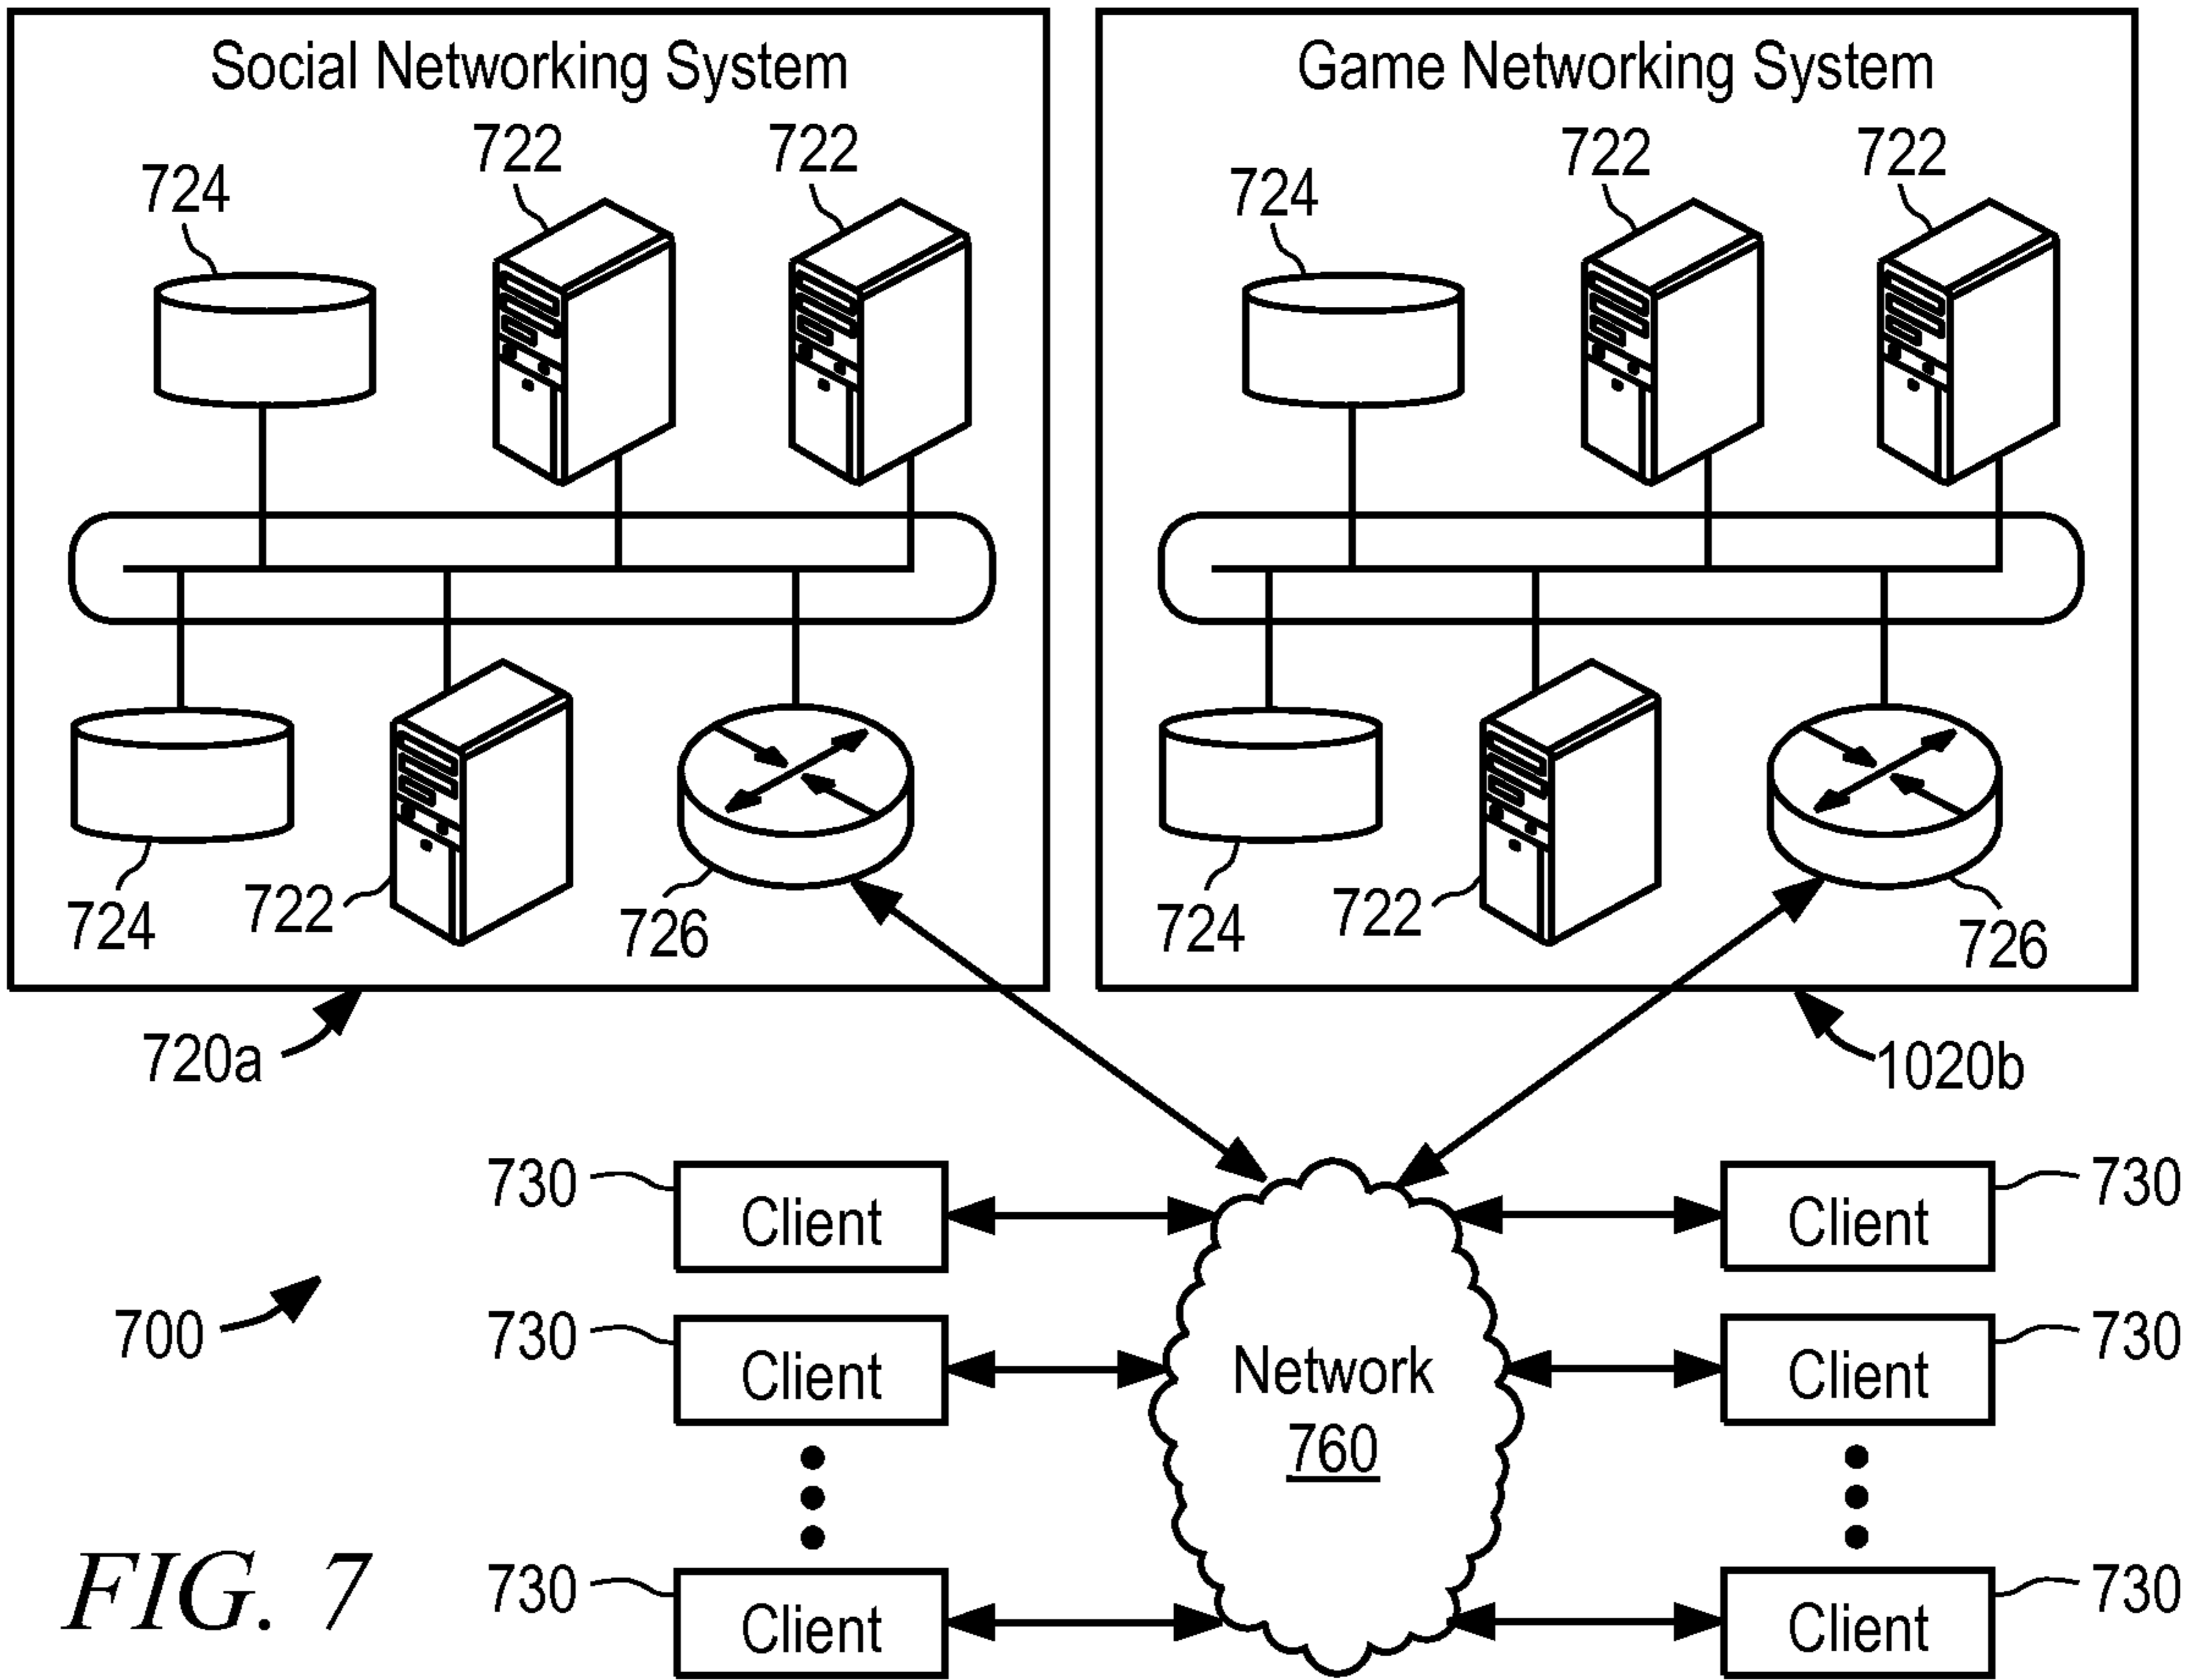 Social Networking System
722
722
724
724
722
726
720a
Game Networking System
722
722
724
724
722
726
1020b
730
Client
730
Client
730
Client
700
Network
760
Client
730
Client
730
Client
730
FIG. 7